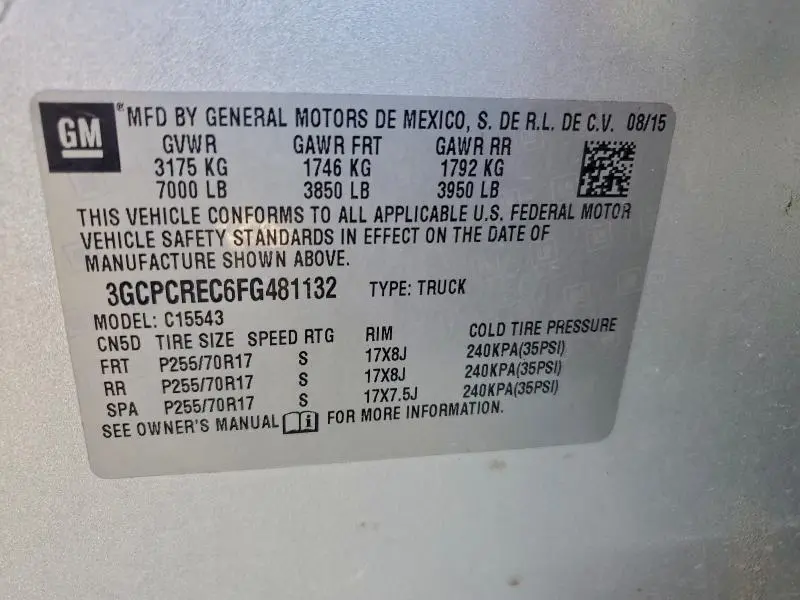 GM
® MFD BY GENERAL MOTORS DE MEXICO, S. DE R.L. DE C.V. 08/15
GVWR GAWR FRT GAWR RR
3175 KG 1746 KG 1792 KG
7000 LB 3850 LB 3950 LB
THIS VEHICLE CONFORMS TO ALL APPLICABLE U.S. FEDERAL MOTOR
VEHICLE SAFETY STANDARDS IN EFFECT ON THE DATE OF
MANUFACTURE SHOWN ABOVE.
3GCPCREC6FG481132 TYPE: TRUCK
MODEL: C15543
CN5D TIRE SIZE SPEED RTG RIM COLD TIRE PRESSURE
FRT P255/70R17 S 17X8J 240KPA(35PSI)
RR P255/70R17 S 17X8J 240KPA(35PSI)
SPA P255/70R17 S 17X7.5J 240KPA(35PSI)
SEE OWNER'S MANUAL i FOR MORE INFORMATION.